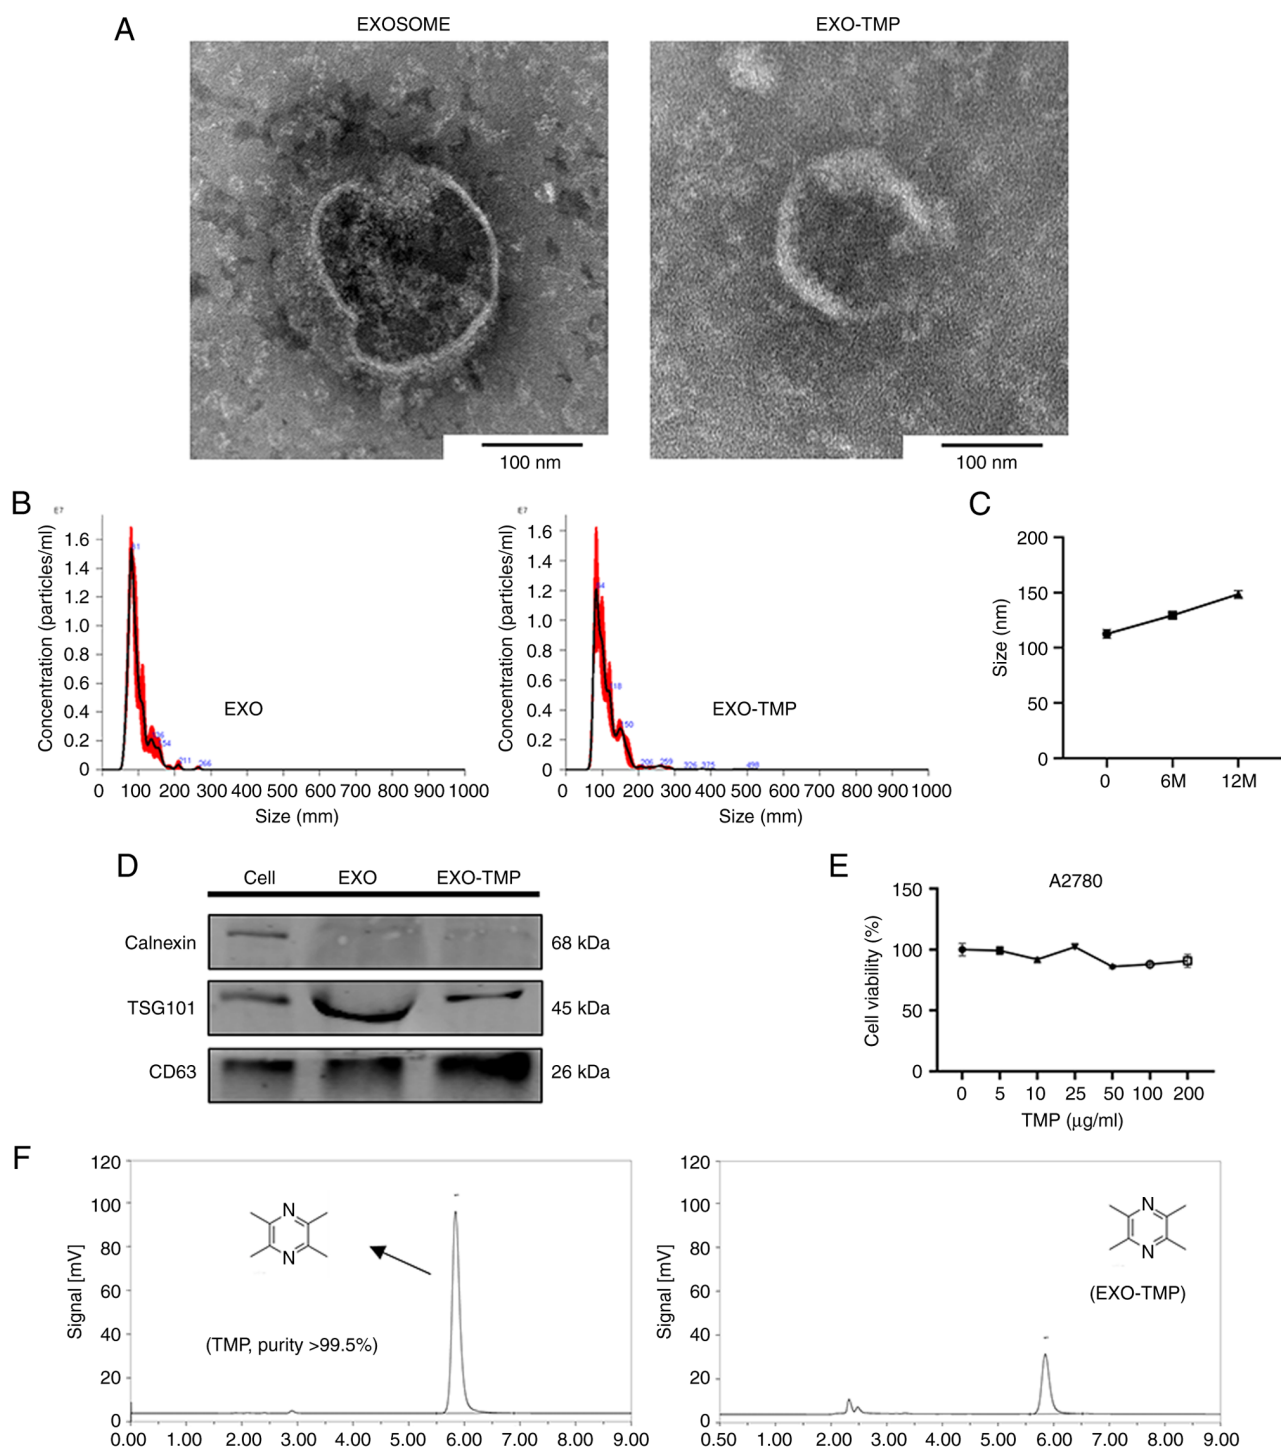 A
EXOSOME
EXO-TMP
100 nm
100 nm
B
E7
Concentration (particles/ml)
1.6
1.4
1.2
1.0
0.8
0.6
0.4
0.2
0
EXO
211
266
0 100 200 300 400 500 600 700 800 900 1000
Size (mm)
E7
Concentration (particles/ml)
1.6
1.4
1.2
1.0
0.8
0.6
0.4
0.2
0
EXO-TMP
206
259
326
375
498
0 100 200 300 400 500 600 700 800 900 1000
Size (mm)
C
Size (nm)
200
150
100
50
0
0 6M 12M
D
Cell EXO EXO-TMP
Calnexin 68 kDa
TSG101 45 kDa
CD63 26 kDa
E
A2780
Cell viability (%)
150
100
50
0
0 5 10 25 50 100 200
TMP (μg/ml)
F
Signal [mV]
120
100
80
60
40
20
0
N
N
(TMP, purity >99.5%)
0.00 1.00 2.00 3.00 4.00 5.00 6.00 7.00 8.00 9.00
Signal [mV]
120
100
80
60
40
20
0
N
N
(EXO-TMP)
0.50 1.00 2.00 3.00 4.00 5.00 6.00 7.00 8.00 9.00